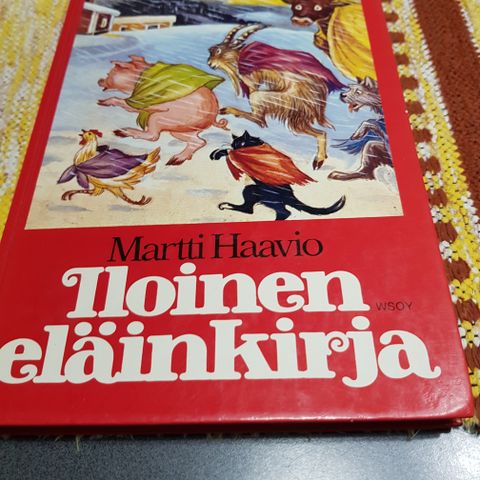 Martti Haavio
Iloinen
WSOY
eläinkirja